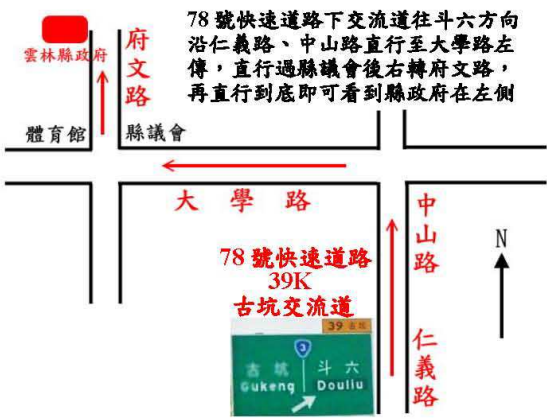 78 號快速道路下交流道往斗六方向
沿仁義路、中山路直行至大學路左
傳，直行過縣議會後右轉府文路，
再直行到底即可看到縣政府在左側
雲林縣政府
府文路
體育館
縣議會
大學路
中山路
仁義路
N
78 號快速道路
39K
古坑交流道
39 古坑
3
古坑
斗六
Gukeng
Douliu